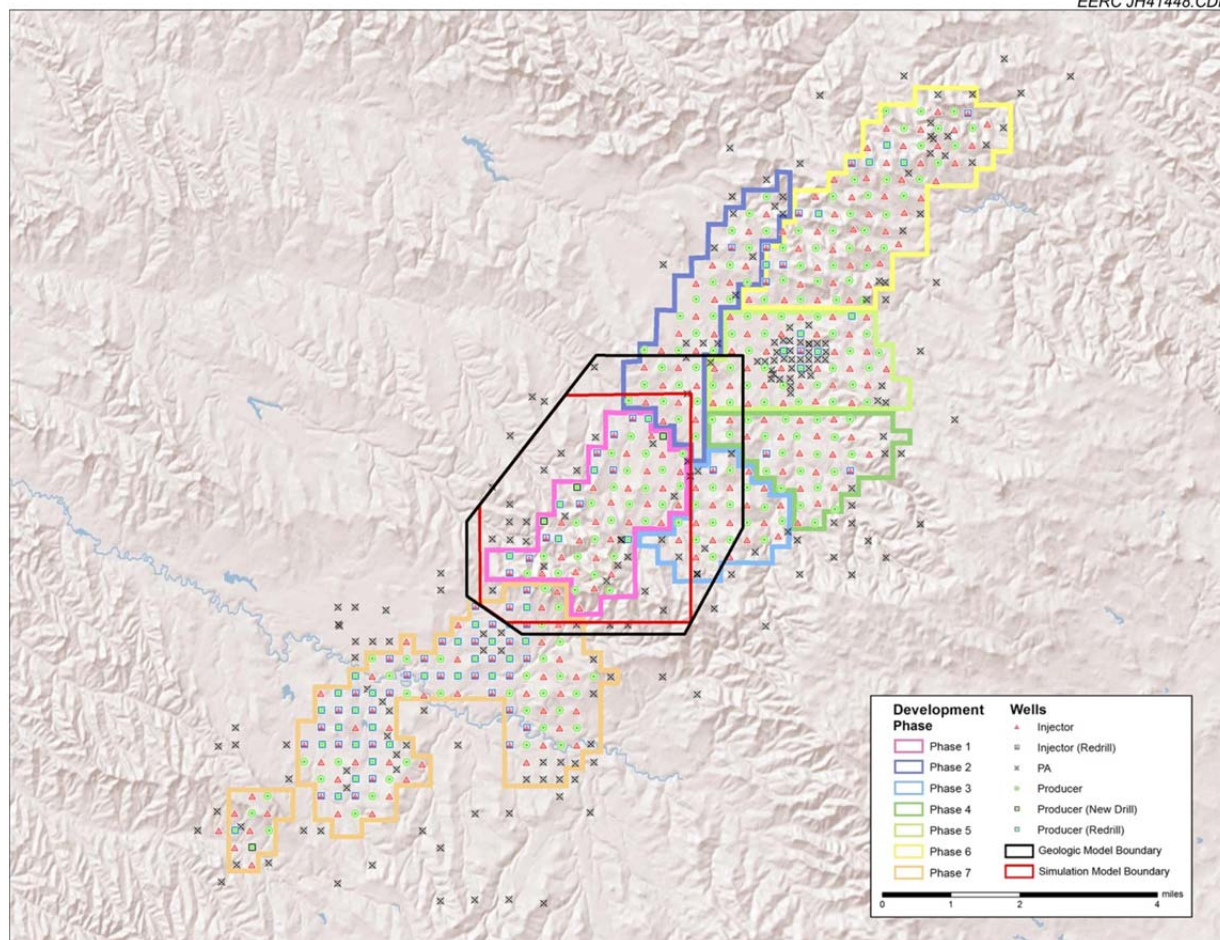 EERC JH41448.CDR
Development Phase
Phase 1
Phase 2
Phase 3
Phase 4
Phase 5
Phase 6
Phase 7
Wells
Injector
Injector (Redrill)
PA
Producer
Producer (New Drill)
Producer (Redrill)
Geologic Model Boundary
Simulation Model Boundary
miles
0 1 2 4